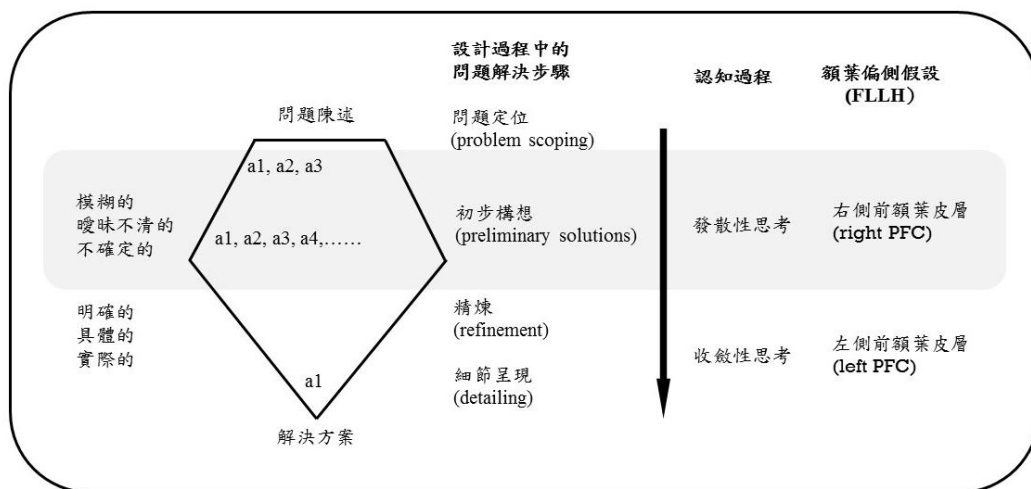 設計過程中的
問題解決步驟
認知過程
額葉偏側假設
(FLLH)
問題陳述
問題定位
(problem scoping)
a1, a2, a3
模糊的
曖昧不清的
不確定的
a1, a2, a3, a4,……
初步構想
(preliminary solutions)
發散性思考
右側前額葉皮層
(right PFC)
明確的
具體的
實際的
精煉
(refinement)
收斂性思考
左側前額葉皮層
(left PFC)
a1
細節呈現
(detailing)
解決方案